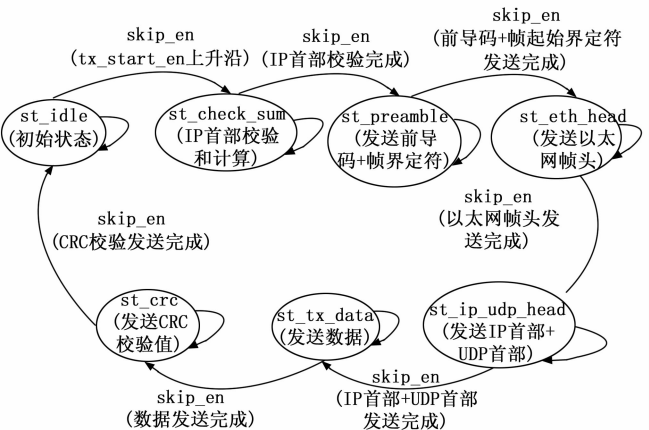 skip_en
(tx_start_en上升沿)
skip_en
(IP首部校验完成)
skip_en
(前导码+帧起始界定符
发送完成)
st_idle
(初始状态)
st_check_sum
(IP首部校验
和计算)
st_preamble
(发送前导
码+帧界定符)
st_eth_head
(发送以太
网帧头)
skip_en
(以太网帧头发
送完成)
skip_en
(CRC校验发送完成)
st_crc
(发送CRC
校验值)
st_tx_data
(发送数据)
st_ip_udp_head
(发送IP首部+
UDP首部)
skip_en
(数据发送完成)
skip_en
(IP首部+UDP首部
发送完成)